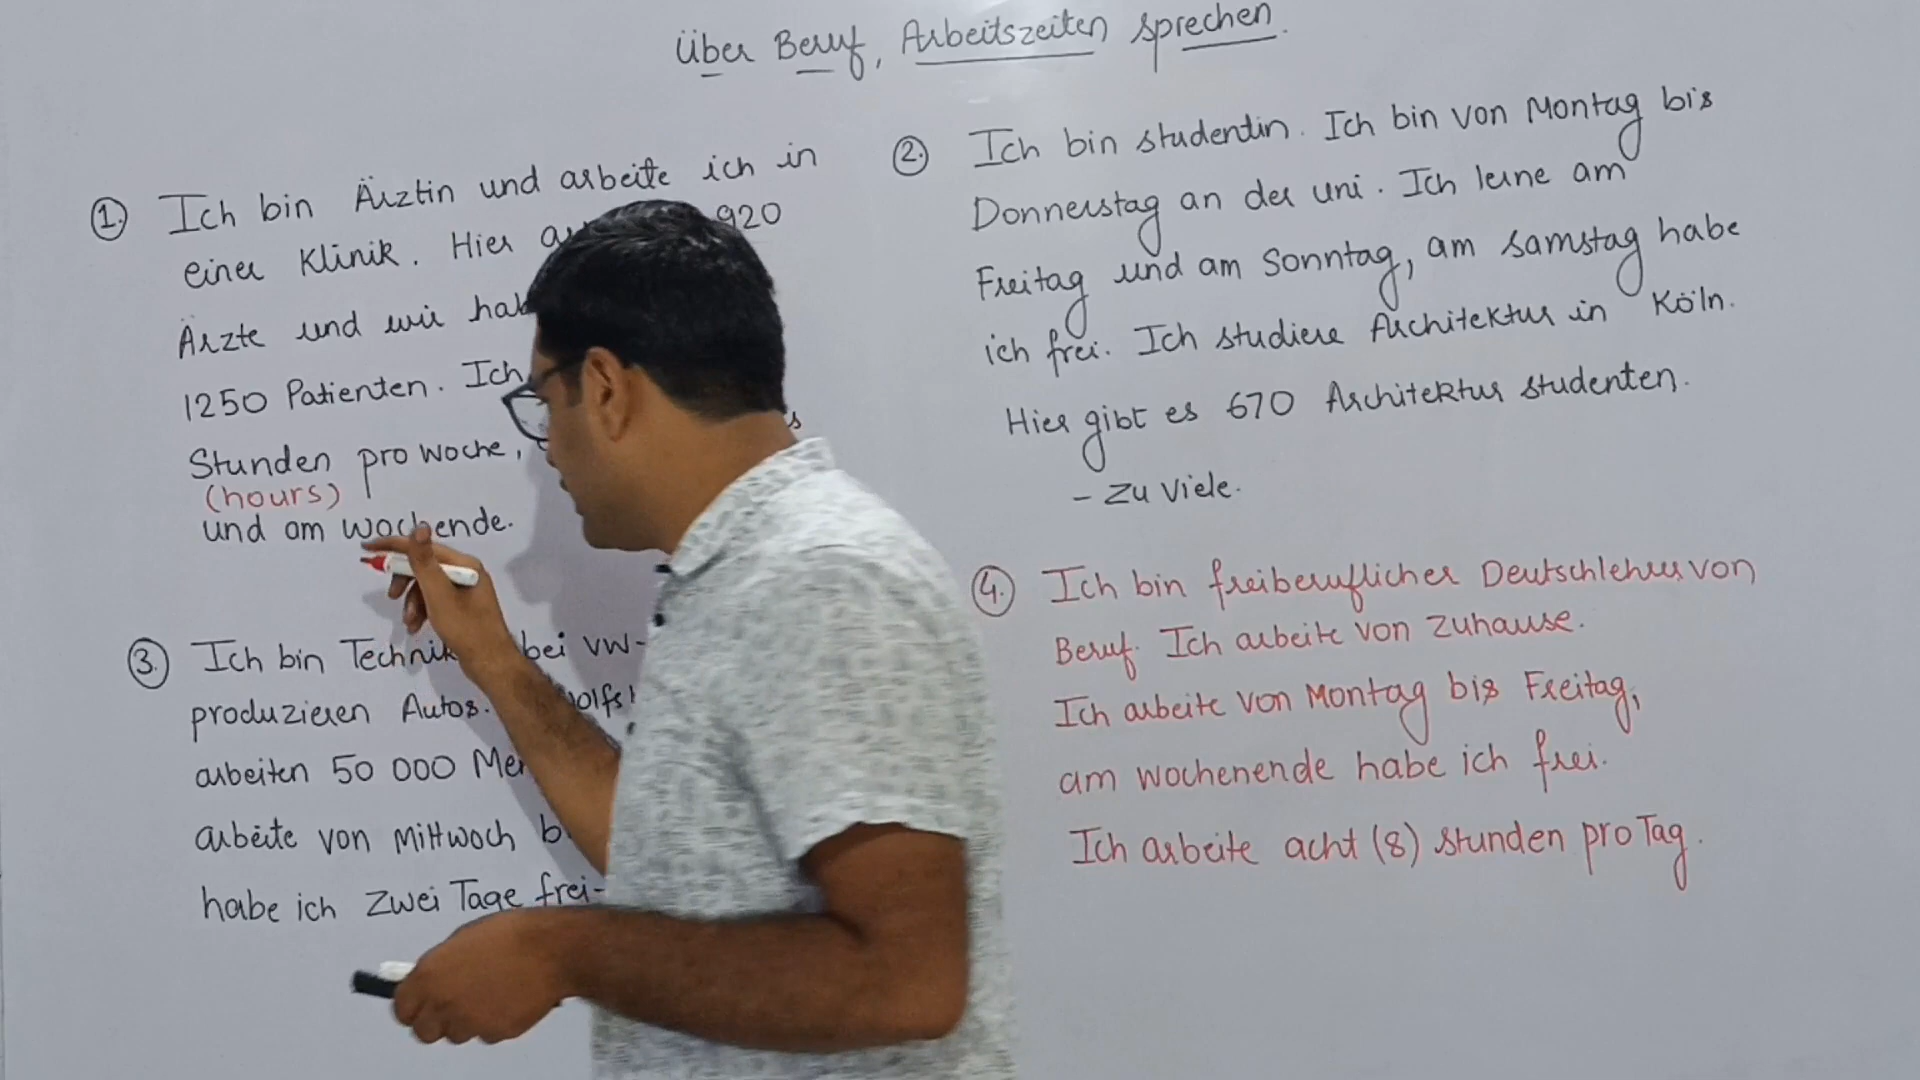 Über Beruf, Arbeitszeiten sprechen.
1. Ich bin Ärztin und arbeite ich in
einer Klinik. Hier 920
Ärzte und wir
1250 Patienten. Ich
Stunden pro Woche,
(hours)
und am Wochende.
2. Ich bin studentin. Ich bin von Montag bis
Donnerstag an der uni. Ich lerne am
Freitag und am Sonntag, am Samstag habe
ich frei. Ich studiere Architektur in Köln.
Hier gibt es 670 Architektur studenten.
- Zu viele.
3. Ich bin bei VW-
produzieren Autos.
arbeiten 50 000
arbeite von Mittwoch
habe ich zwei Tage frei-
4. Ich bin freiberuflicher Deutschlehrer von
Beruf. Ich arbeite von zuhause.
Ich arbeite von Montag bis Freitag,
am wochenende habe ich frei.
Ich arbeite acht (8) stunden pro Tag.